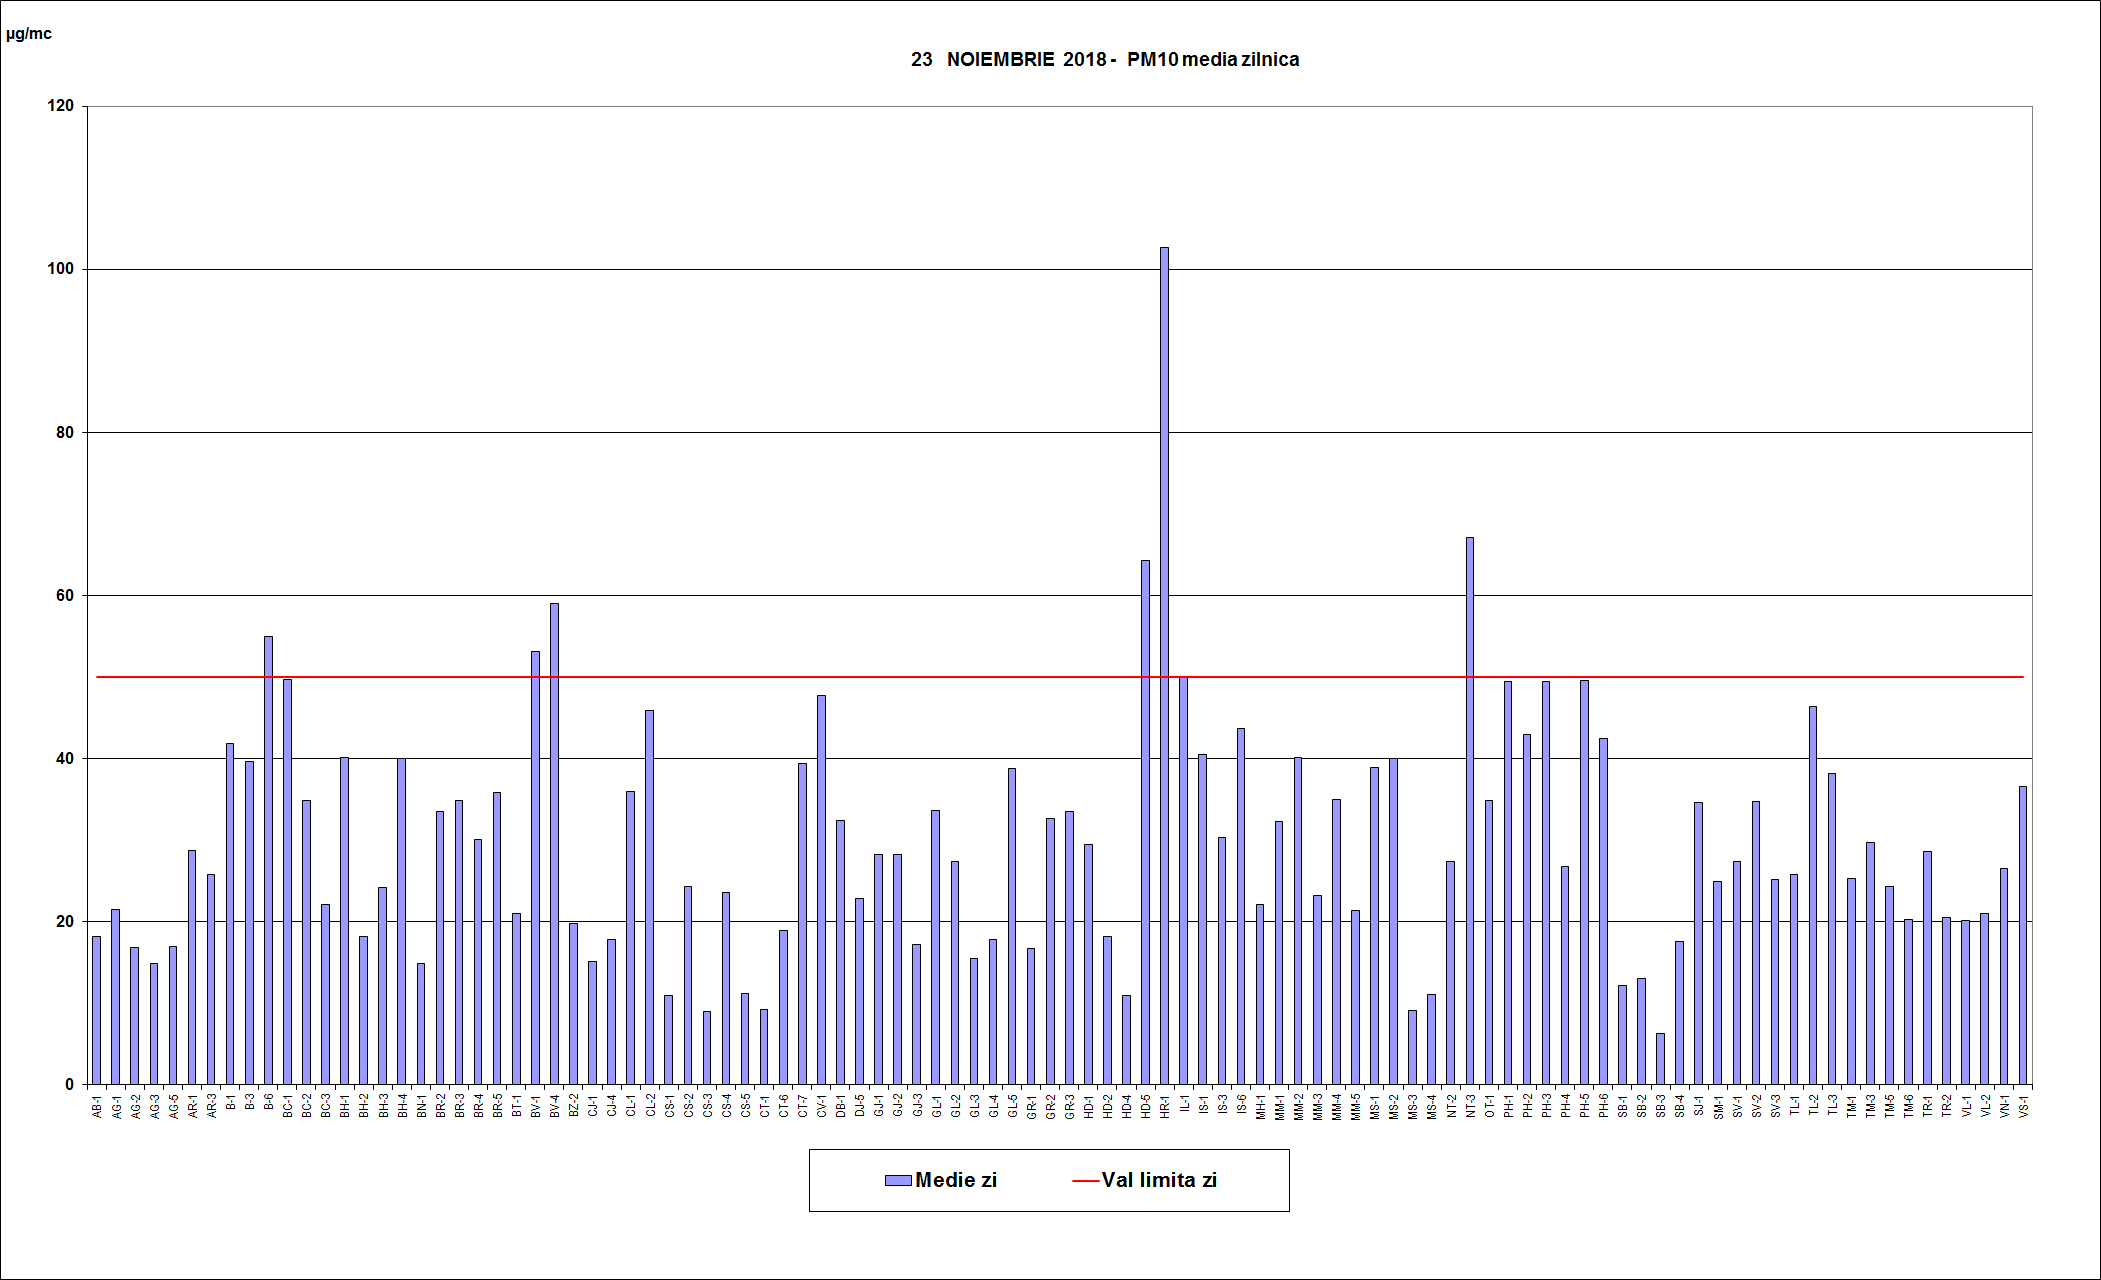 µg/mc
23 NOIEMBRIE 2018 - PM10 media zilnica
120
100
80
60
40
20
0
AB-1 AG-1 AG-2 AG-3 AG-5 AR-1 AR-3 B-1 B-3 B-6 BC-1 BC-2 BC-3 BH-1 BH-2 BH-3 BH-4 BN-1 BR-2 BR-3 BR-4 BR-5 BT-1 BV-1 BV-4 BZ-2 CJ-1 CJ-4 CL-1 CL-2 CS-1 CS-2 CS-3 CS-4 CS-5 CT-1 CT-6 CT-7 CV-1 DB-1 DJ-5 GJ-1 GJ-2 GJ-3 GL-1 GL-2 GL-3 GL-4 GL-5 GR-1 GR-2 GR-3 HD-1 HD-2 HD-4 HD-5 HR-1 IL-1 IS-1 IS-3 IS-6 MH-1 MM-1 MM-2 MM-3 MM-4 MM-5 MS-1 MS-2 MS-3 MS-4 NT-2 NT-3 OT-1 PH-1 PH-2 PH-3 PH-4 PH-5 PH-6 SB-1 SB-2 SB-3 SB-4 SJ-1 SM-1 SV-1 SV-2 SV-3 TL-1 TL-2 TL-3 TM-1 TM-3 TM-5 TM-6 TR-1 TR-2 VL-1 VL-2 VN-1 VS-1
Medie zi Val limita zi